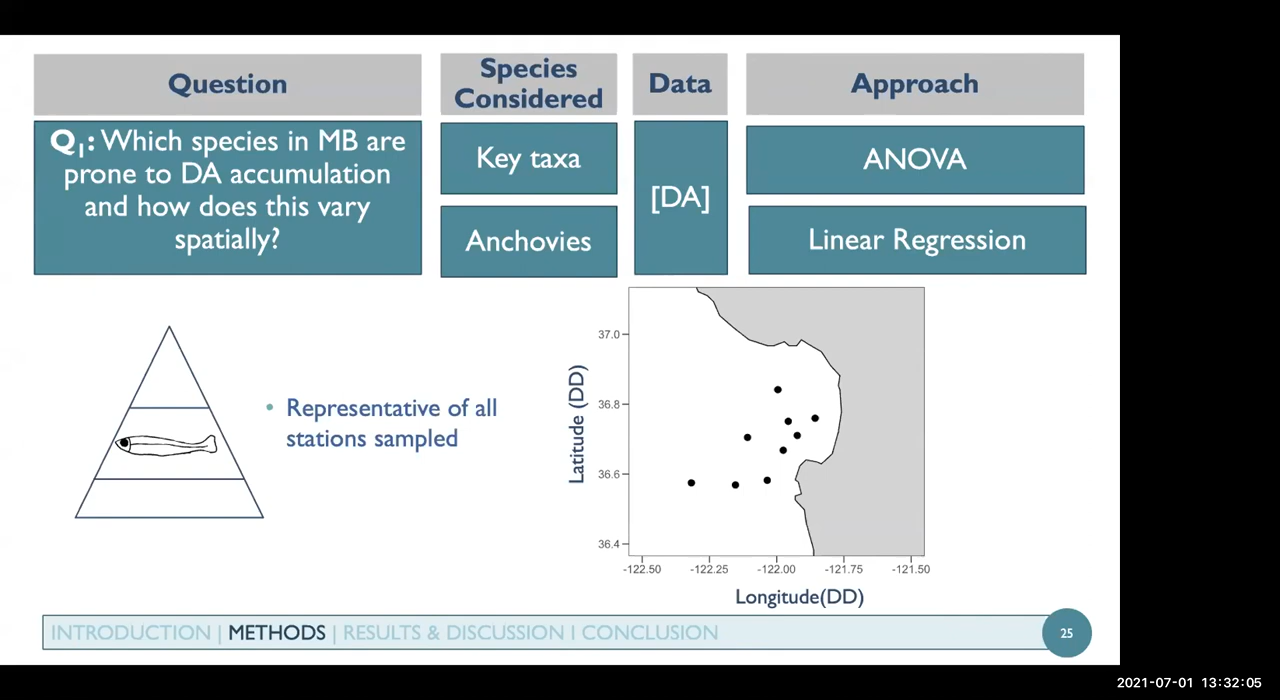 Question
Species
Considered
Data
Approach
Q1: Which species in MB are
prone to DA accumulation
and how does this vary
spatially?
Key taxa
Anchovies
[DA]
ANOVA
Linear Regression
• Representative of all
stations sampled
Latitude (DD)
37.0
36.8
36.6
36.4
-122.50
-122.25
-122.00
-121.75
-121.50
Longitude(DD)
INTRODUCTION | METHODS | RESULTS & DISCUSSION I CONCLUSION
25
2021-07-01 13:32:05